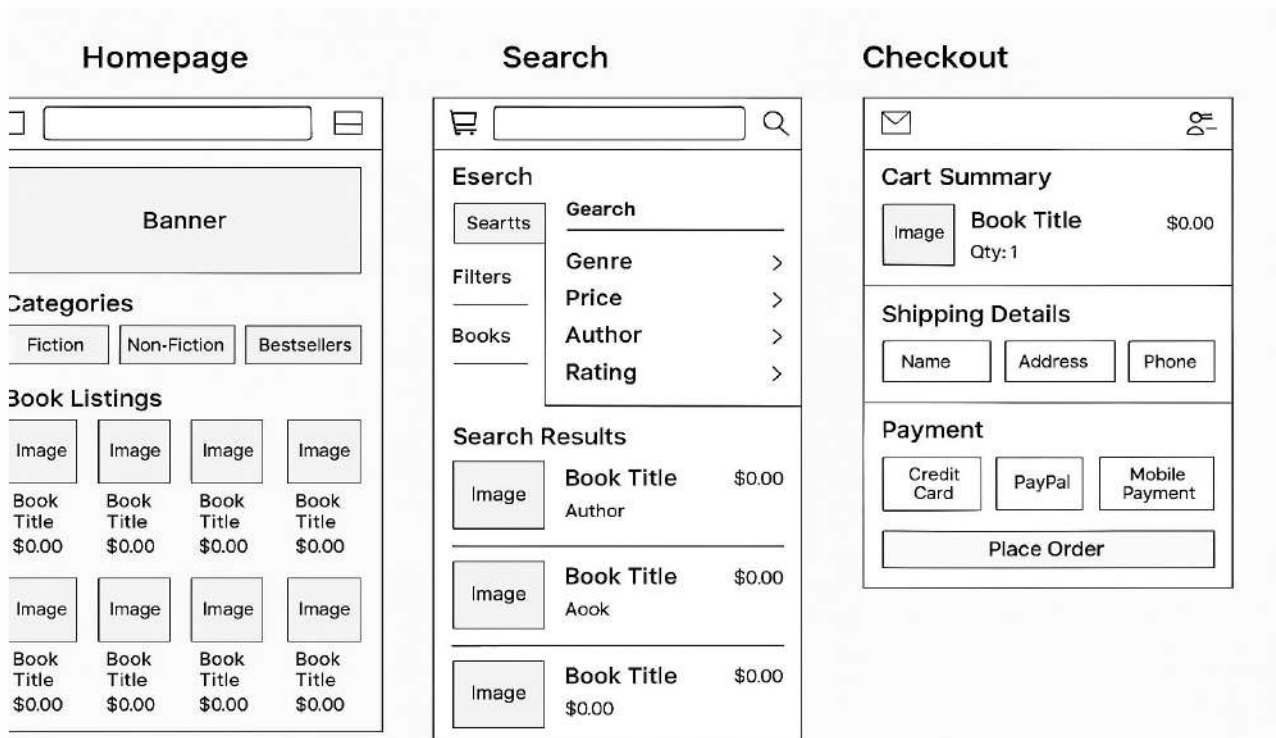 Homepage
Banner
Categories
Fiction Non-Fiction Bestsellers
Book Listings
Image Image Image Image
Book Book Book Book
Title Title Title Title
$0.00 $0.00 $0.00 $0.00
Image Image Image Image
Book Book Book Book
Title Title Title Title
$0.00 $0.00 $0.00 $0.00
Search
Eserch
Seartts
Filters
Books
Gearch
Genre
Price
Author
Rating
Search Results
Image Book Title $0.00
Author
Image Book Title $0.00
Aook
Image Book Title $0.00
$0.00
Checkout
Cart Summary
Image Book Title $0.00
Qty: 1
Shipping Details
Name Address Phone
Payment
Credit
Card
PayPal
Mobile
Payment
Place Order